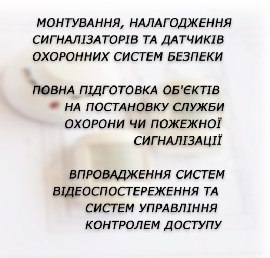 МОНТУВАННЯ, НАЛАГОДЖЕННЯ
СИГНАЛІЗАТОРІВ ТА ДАТЧИКІВ
ОХОРОННИХ СИСТЕМ БЕЗПЕКИ
ПОВНА ПІДГОТОВКА ОБ'ЄКТІВ
НА ПОСТАНОВКУ СЛУЖБИ
ОХОРОНИ ЧИ ПОЖЕЖНОЇ
СИГНАЛІЗАЦІЇ
ВПРОВАДЖЕННЯ СИСТЕМ
ВІДЕОСПОСТЕРЕЖЕННЯ ТА
СИСТЕМ УПРАВЛІННЯ
КОНТРОЛЕМ ДОСТУПУ